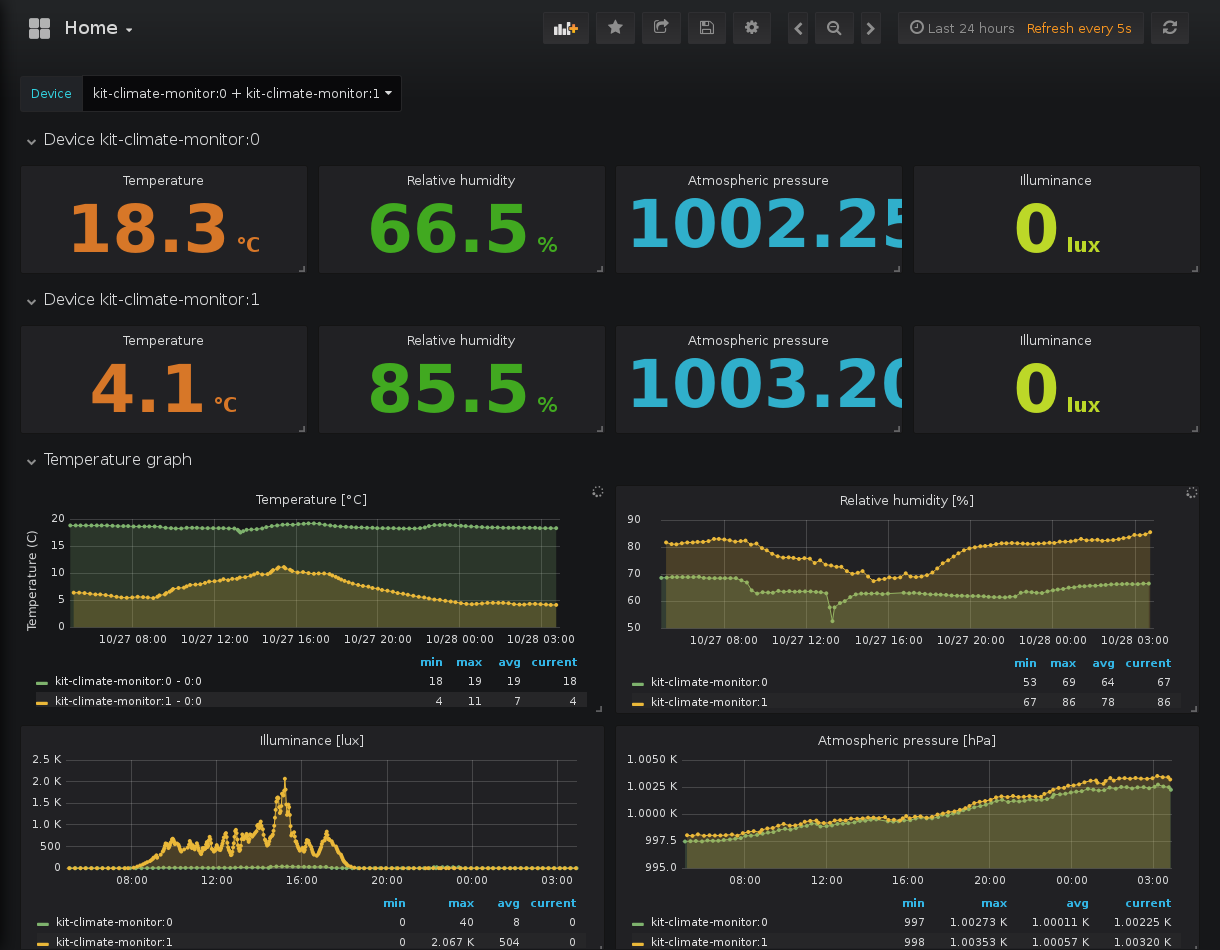 Home
Last 24 hours Refresh every 5s
Device kit-climate-monitor:0 + kit-climate-monitor:1
Device kit-climate-monitor:0
Temperature Relative humidity Atmospheric pressure Illuminance
18.3 °C 66.5 % 1002.25 0 lux
Device kit-climate-monitor:1
Temperature Relative humidity Atmospheric pressure Illuminance
4.1 °C 85.5 % 1003.20 0 lux
Temperature graph
Temperature [°C]
Temperature (C)
20
15
10
5
0
10/27 08:00 10/27 12:00 10/27 16:00 10/27 20:00 10/28 00:00 10/28 03:00
min max avg current
kit-climate-monitor:0 - 0:0 18 19 19 18
kit-climate-monitor:1 - 0:0 4 11 7 4
Relative humidity [%]
90
80
70
60
50
10/27 08:00 10/27 12:00 10/27 16:00 10/27 20:00 10/28 00:00 10/28 03:00
min max avg current
kit-climate-monitor:0 53 69 64 67
kit-climate-monitor:1 67 86 78 86
Illuminance [lux]
2.5 K
2.0 K
1.5 K
1.0 K
500
0
08:00 12:00 16:00 20:00 00:00 03:00
min max avg current
kit-climate-monitor:0 0 40 8 0
kit-climate-monitor:1 0 2.067 K 504 0
Atmospheric pressure [hPa]
1.0050 K
1.0025 K
1.0000 K
997.5
995.0
08:00 12:00 16:00 20:00 00:00 03:00
min max avg current
kit-climate-monitor:0 997 1.00273 K 1.00011 K 1.00225 K
kit-climate-monitor:1 998 1.00353 K 1.00057 K 1.00320 K